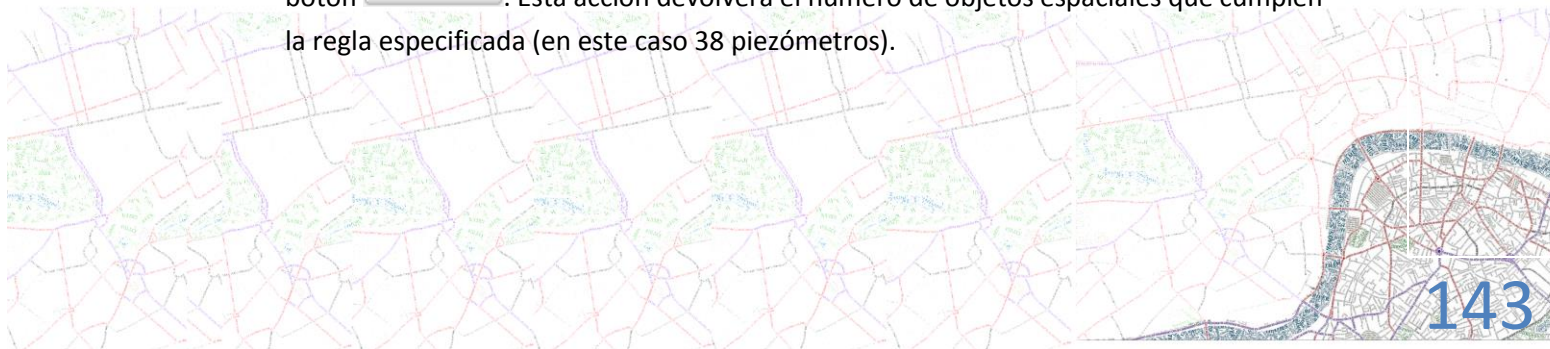 botón . Esta acción devolverá el número de objetos espaciales que cumplen
la regla especificada (en este caso 38 piezómetros).
143